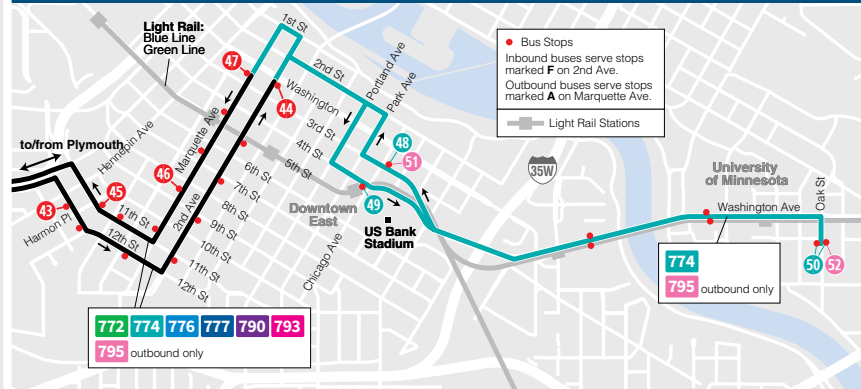 1st St
Light Rail:
Blue Line
Green Line
47
2nd St
Portland Ave
Park Ave
Bus Stops
Inbound buses serve stops
marked F on 2nd Ave.
Outbound buses serve stops
marked A on Marquette Ave.
Light Rail Stations
Washington
44
3rd St
4th St
5th St
48
51
to/from Plymouth
Hennepin Ave
Marquette Ave
46
45
43
Harmon Pl
11th St
12th St
2nd Ave
6th St
7th St
8th St
9th St
10th St
11th St
12th St
Downtown
East
49
US Bank
Stadium
Chicago Ave
35W
University
of Minnesota
Oak St
Washington Ave
50
52
774
795 outbound only
772 774 776 777 790 793
795 outbound only